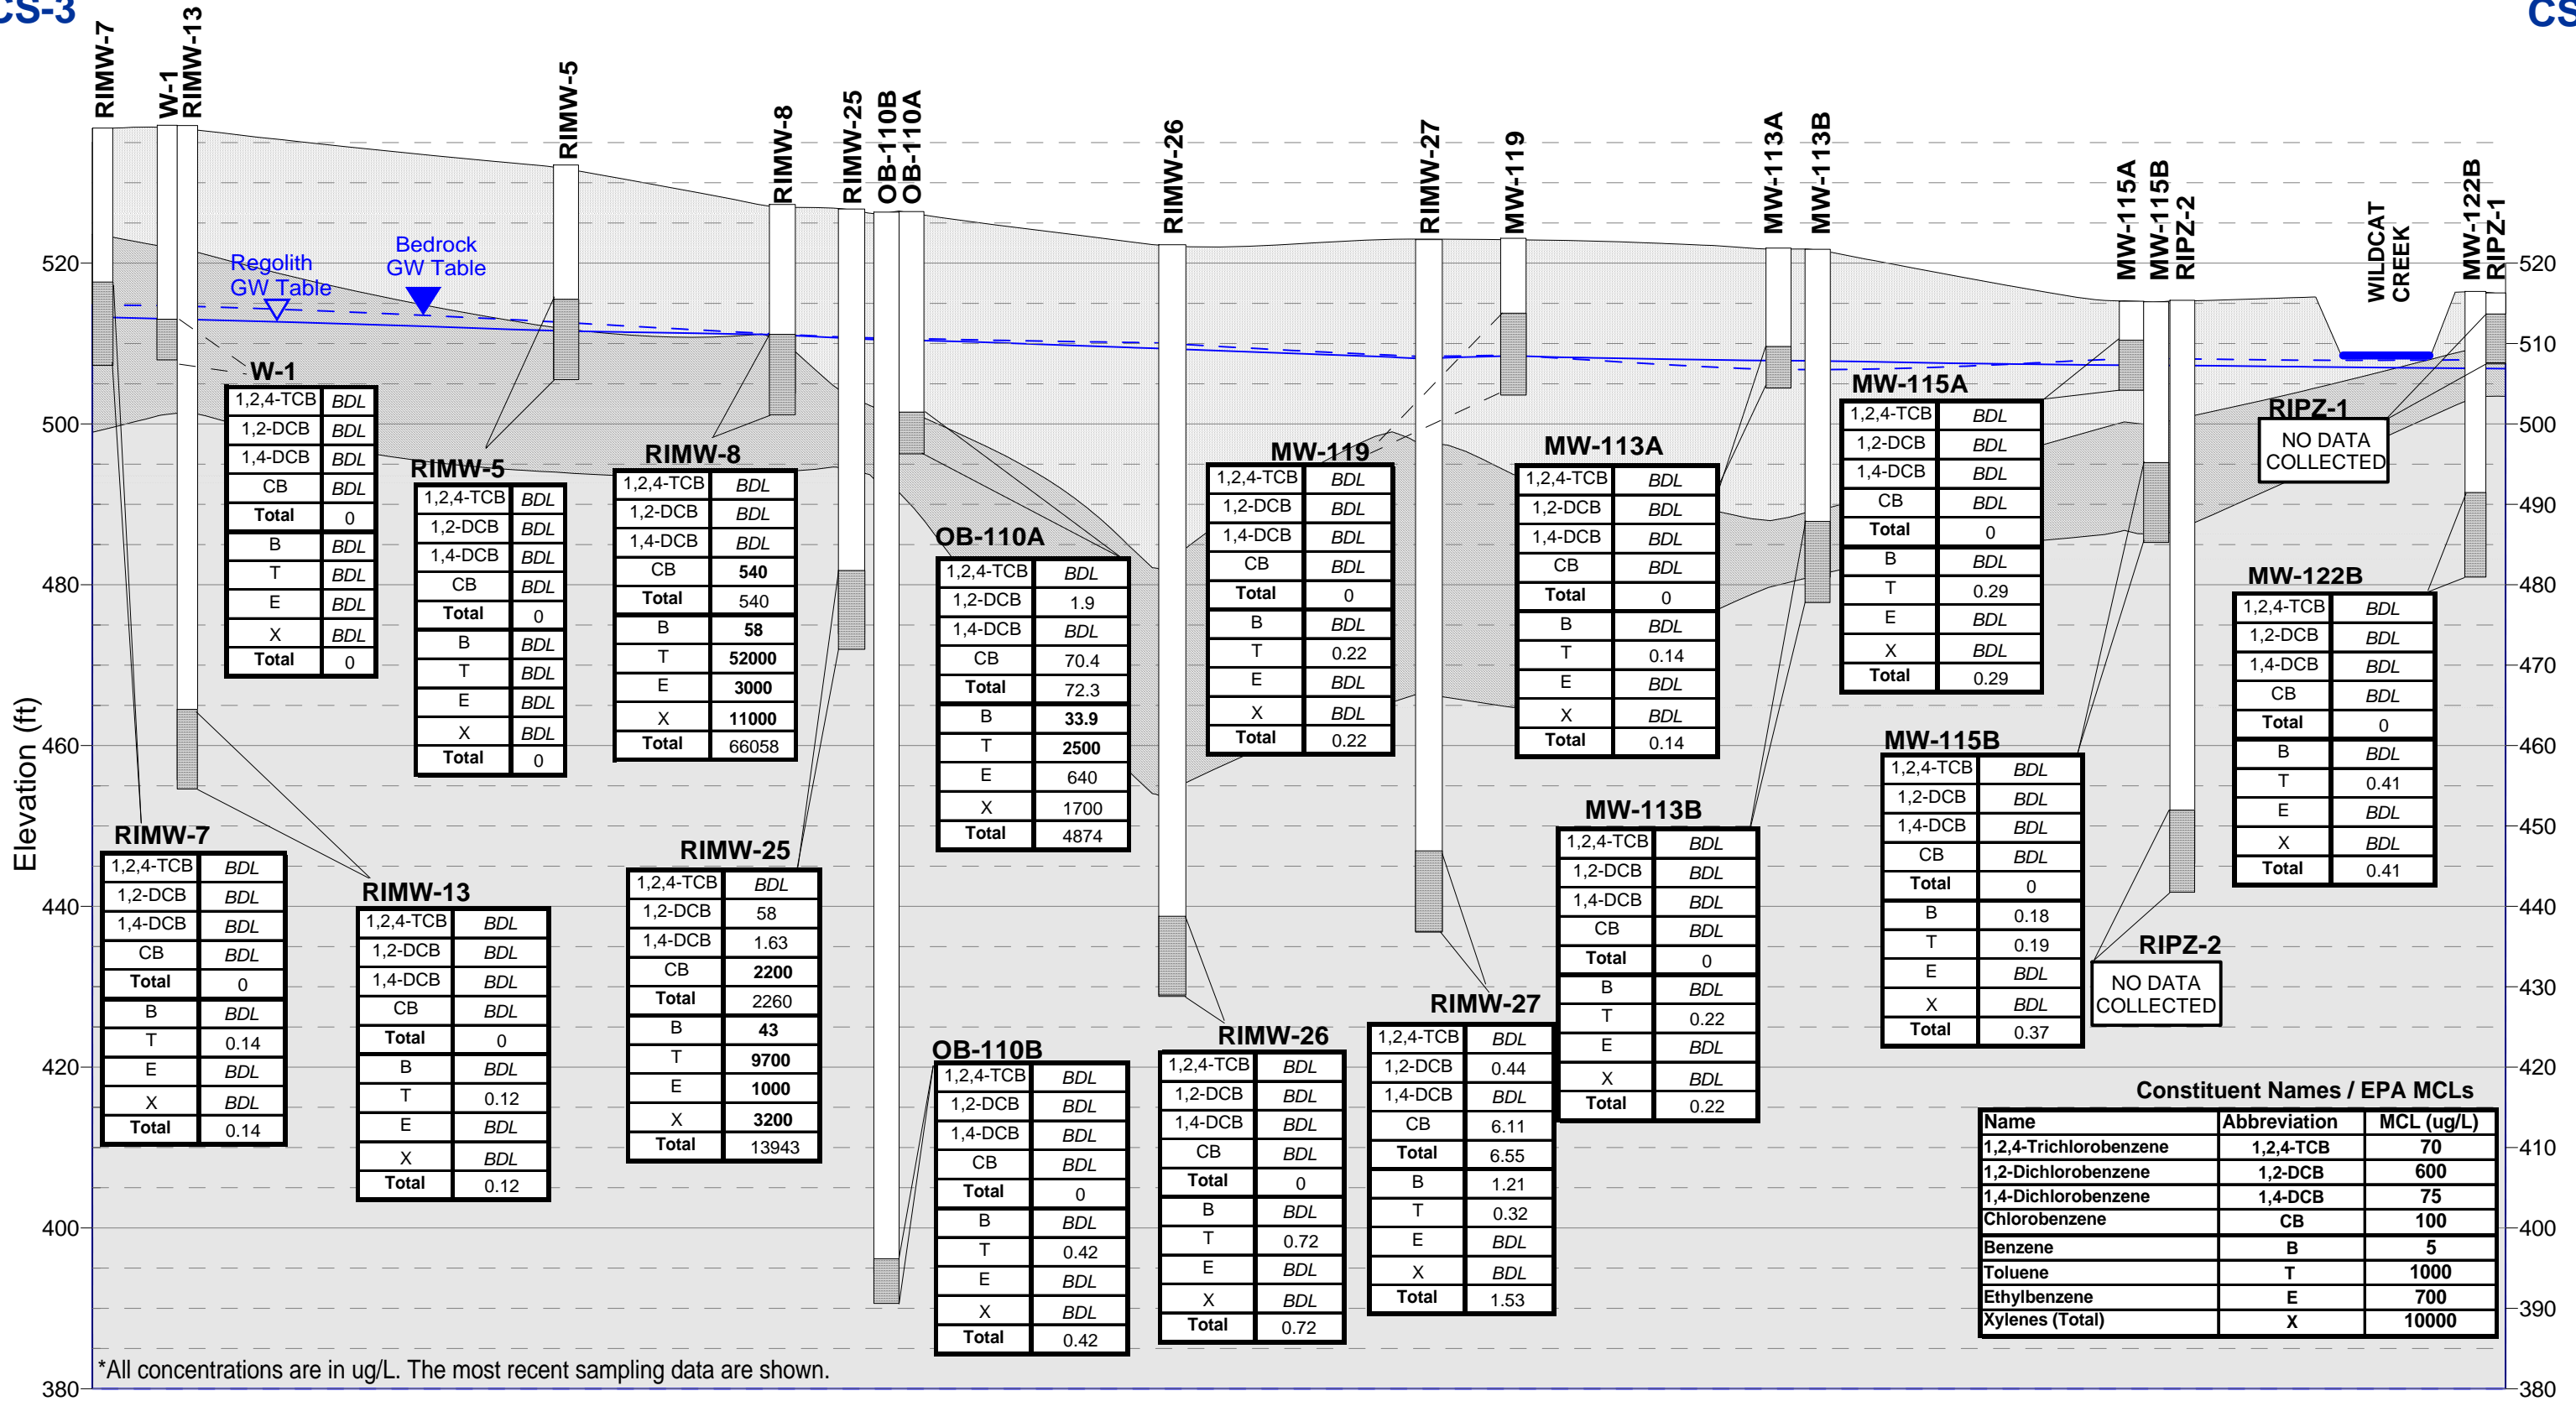 CS-3
CS
RIMW-7
W-1
RIMW-13
RIMW-5
RIMW-8
RIMW-25
OB-110B
OB-110A
RIMW-26
RIMW-27
MW-119
MW-113A
MW-113B
MW-115A
MW-115B
RIPZ-2
WILDCAT
CREEK
MW-122B
RIPZ-1
Regolith
GW Table
Bedrock
GW Table
Elevation (ft)
520
500
480
460
440
420
400
380
520
510
500
490
480
470
460
450
440
430
420
410
400
390
380
W-1
1,2,4-TCB BDL
1,2-DCB BDL
1,4-DCB BDL
CB BDL
Total 0
B BDL
T BDL
E BDL
X BDL
Total 0
RIMW-5
1,2,4-TCB BDL
1,2-DCB BDL
1,4-DCB BDL
CB BDL
Total 0
B BDL
T BDL
E BDL
X BDL
Total 0
RIMW-8
1,2,4-TCB BDL
1,2-DCB BDL
1,4-DCB BDL
CB 540
Total 540
B 58
T 52000
E 3000
X 11000
Total 66058
OB-110A
1,2,4-TCB BDL
1,2-DCB 1.9
1,4-DCB BDL
CB 70.4
Total 72.3
B 33.9
T 2500
E 640
X 1700
Total 4874
MW-119
1,2,4-TCB BDL
1,2-DCB BDL
1,4-DCB BDL
CB BDL
Total 0
B BDL
T 0.22
E BDL
X BDL
Total 0.22
MW-113A
1,2,4-TCB BDL
1,2-DCB BDL
1,4-DCB BDL
CB BDL
Total 0
B BDL
T 0.14
E BDL
X BDL
Total 0.14
MW-115A
1,2,4-TCB BDL
1,2-DCB BDL
1,4-DCB BDL
CB BDL
Total 0
B BDL
T 0.29
E BDL
X BDL
Total 0.29
RIPZ-1
NO DATA
COLLECTED
MW-122B
1,2,4-TCB BDL
1,2-DCB BDL
1,4-DCB BDL
CB BDL
Total 0
B BDL
T 0.41
E BDL
X BDL
Total 0.41
RIMW-7
1,2,4-TCB BDL
1,2-DCB BDL
1,4-DCB BDL
CB BDL
Total 0
B BDL
T 0.14
E BDL
X BDL
Total 0.14
RIMW-13
1,2,4-TCB BDL
1,2-DCB BDL
1,4-DCB BDL
CB BDL
Total 0
B BDL
T 0.12
E BDL
X BDL
Total 0.12
RIMW-25
1,2,4-TCB BDL
1,2-DCB 58
1,4-DCB 1.63
CB 2200
Total 2260
B 43
T 9700
E 1000
X 3200
Total 13943
OB-110B
1,2,4-TCB BDL
1,2-DCB BDL
1,4-DCB BDL
CB BDL
Total 0
B BDL
T 0.42
E BDL
X BDL
Total 0.42
RIMW-26
1,2,4-TCB BDL
1,2-DCB BDL
1,4-DCB BDL
CB BDL
Total 0
B BDL
T 0.72
E BDL
X BDL
Total 0.72
RIMW-27
1,2,4-TCB BDL
1,2-DCB 0.44
1,4-DCB BDL
CB 6.11
Total 6.55
B 1.21
T 0.32
E BDL
X BDL
Total 1.53
MW-113B
1,2,4-TCB BDL
1,2-DCB BDL
1,4-DCB BDL
CB BDL
Total 0
B BDL
T 0.22
E BDL
X BDL
Total 0.22
MW-115B
1,2,4-TCB BDL
1,2-DCB BDL
1,4-DCB BDL
CB BDL
Total 0
B 0.18
T 0.19
E BDL
X BDL
Total 0.37
RIPZ-2
NO DATA
COLLECTED
Constituent Names / EPA MCLs
Name Abbreviation MCL (ug/L)
1,2,4-Trichlorobenzene 1,2,4-TCB 70
1,2-Dichlorobenzene 1,2-DCB 600
1,4-Dichlorobenzene 1,4-DCB 75
Chlorobenzene CB 100
Benzene B 5
Toluene T 1000
Ethylbenzene E 700
Xylenes (Total) X 10000
*All concentrations are in ug/L. The most recent sampling data are shown.